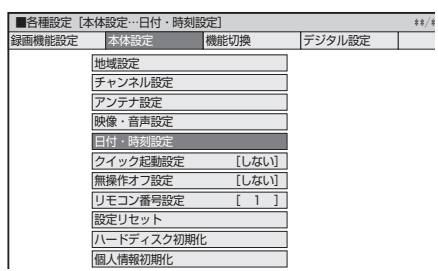 ■各種設定［本体設定…日付・時刻設定］ **/*
録画機能設定 本体設定 機能切換 デジタル設定
地域設定
チャンネル設定
アンテナ設定
映像・音声設定
日付・時刻設定
クイック起動設定 [しない]
無操作オフ設定 [しない]
リモコン番号設定 [ 1 ]
設定リセット
ハードディスク初期化
個人情報初期化